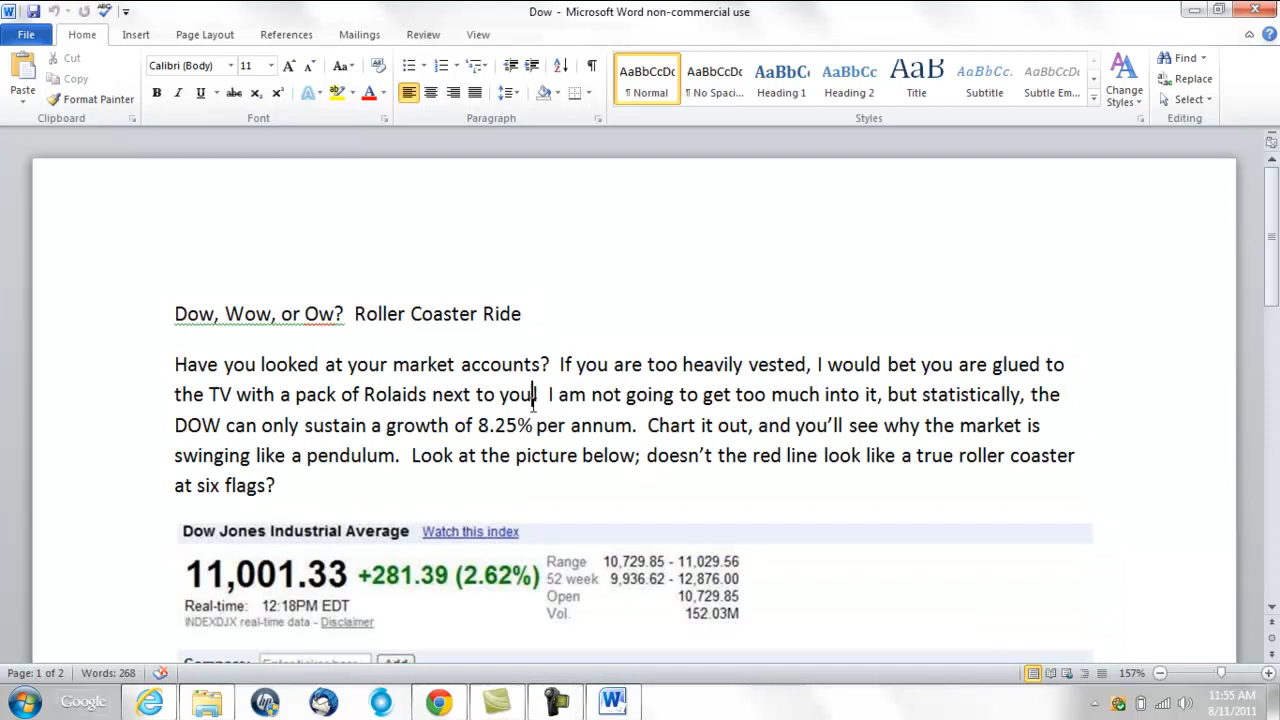 Dow - Microsoft Word non-commercial use
File Home Insert Page Layout References Mailings Review View
Paste
Cut
Copy
Format Painter
Clipboard
Calibri (Body) 11
Font
Paragraph
AaBbCcDc AaBbCcDc AaBbC AaBbCc AaB AaBbCcL AaBbCcDc
¶ Normal ¶ No Spaci... Heading 1 Heading 2 Title Subtitle Subtle Em...
Styles
Change Styles
Find
Replace
Select
Editing
Dow, Wow, or Ow?  Roller Coaster Ride
Have you looked at your market accounts?  If you are too heavily vested, I would bet you are glued to
the TV with a pack of Rolaids next to you!  I am not going to get too much into it, but statistically, the
DOW can only sustain a growth of 8.25% per annum.  Chart it out, and you’ll see why the market is
swinging like a pendulum.  Look at the picture below; doesn’t the red line look like a true roller coaster
at six flags?
Dow Jones Industrial Average Watch this index
11,001.33 +281.39 (2.62%)
Real-time: 12:18PM EDT
INDEXDJX real-time data - Disclaimer
Range 10,729.85 - 11,029.56
52 week 9,936.62 - 12,876.00
Open 10,729.85
Vol. 152.03M
Page: 1 of 2 Words: 268 157%
Google
11:55 AM
8/11/2011